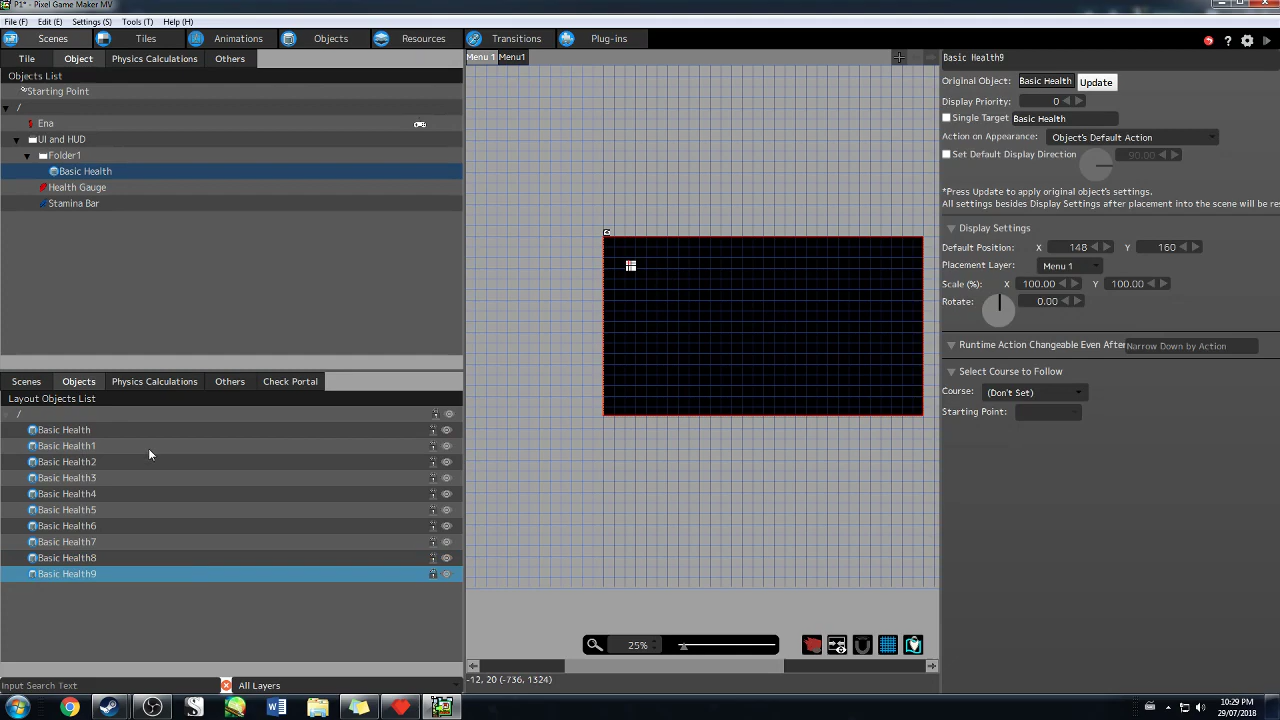 P1* - Pixel Game Maker MV
File (F) Edit (E) Settings (S) Tools (T) Help (H)
Scenes Tiles Animations Objects Resources Transitions Plug-ins
Tile Object Physical Calculations Others
Menu 1 Menu1
Objects List
Starting Point
/
Ena
UI and HUD
Folder1
Basic Health
Health Gauge
Stamina Bar
Scenes Objects Physics Calculations Others Check Portal
Layout Objects List
/
Basic Health
Basic Health1
Basic Health2
Basic Health3
Basic Health4
Basic Health5
Basic Health6
Basic Health7
Basic Health8
Basic Health9
Input Search Text
All Layers
25%
-12, 20 (-736, 1324)
Basic Health9
Original Object: Basic Health Update
Display Priority: 0
Single Target Basic Health
Action on Appearance: Object's Default Action
Set Default Display Direction 90.00
*Press Update to apply original object's settings.
All settings besides Display Settings after placement into the scene will be res
Display Settings
Default Position: X 148 Y 160
Placement Layer: Menu 1
Scale (%): X 100.00 Y 100.00
Rotate: 0.00
Runtime Action Changeable Even After Narrow Down by Action
Select Course to Follow
Course: (Don't Set)
Starting Point:
10:29 PM
29/07/2018